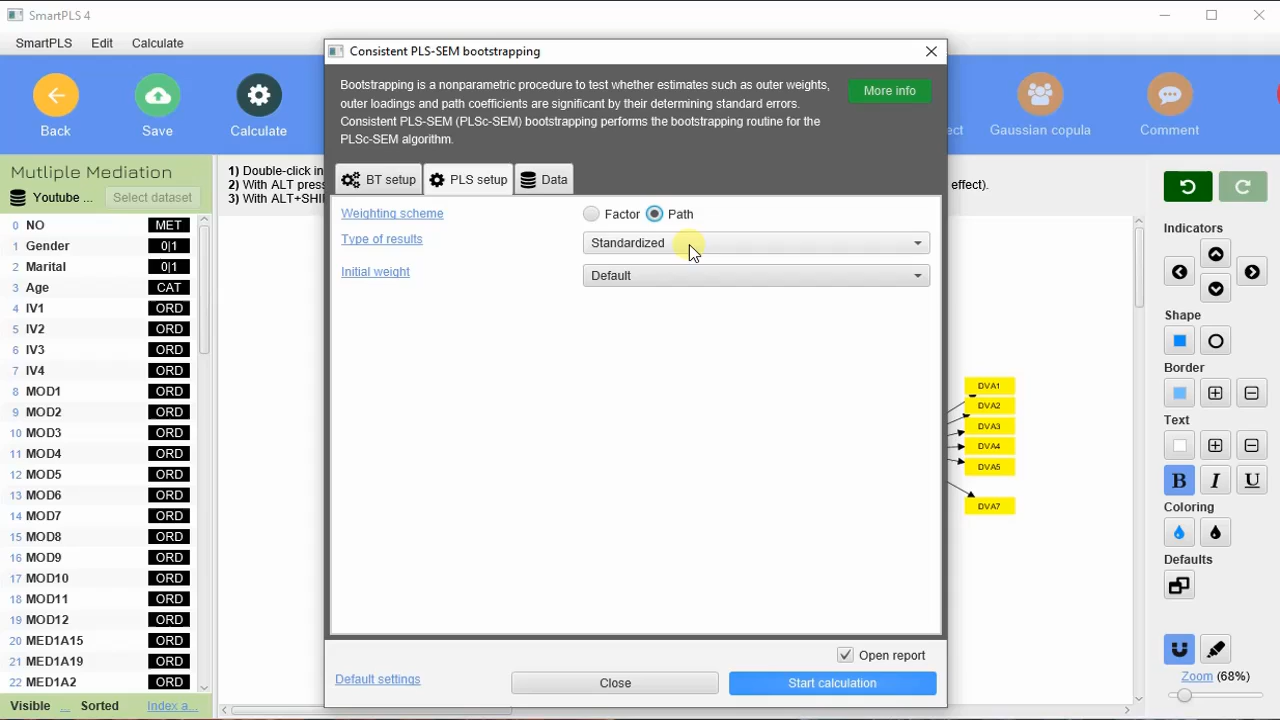 SmartPLS 4
SmartPLS Edit Calculate
Back
Save
Calculate
ect
Gaussian copula
Comment
Mutliple Mediation
Youtube ...
Select dataset
0 NO MET
1 Gender 0|1
2 Marital 0|1
3 Age CAT
4 IV1 ORD
5 IV2 ORD
6 IV3 ORD
7 IV4 ORD
8 MOD1 ORD
9 MOD2 ORD
10 MOD3 ORD
11 MOD4 ORD
12 MOD5 ORD
13 MOD6 ORD
14 MOD7 ORD
15 MOD8 ORD
16 MOD9 ORD
17 MOD10 ORD
18 MOD11 ORD
19 MOD12 ORD
20 MED1A15 ORD
21 MED1A19 ORD
22 MED1A2 ORD
Visible ... Sorted Index a...
1) Double-click in
2) With ALT pres
3) With ALT+SHI
effect).
Consistent PLS-SEM bootstrapping
Bootstrapping is a nonparametric procedure to test whether estimates such as outer weights,
outer loadings and path coefficients are significant by their determining standard errors.
Consistent PLS-SEM (PLSc-SEM) bootstrapping performs the bootstrapping routine for the
PLSc-SEM algorithm.
More info
BT setup
PLS setup
Data
Weighting scheme Factor Path
Type of results Standardized
Initial weight Default
Open report
Default settings
Close
Start calculation
DVA1
DVA2
DVA3
DVA4
DVA5
DVA7
Indicators
Shape
Border
Text
B I U
Coloring
Defaults
Zoom (68%)